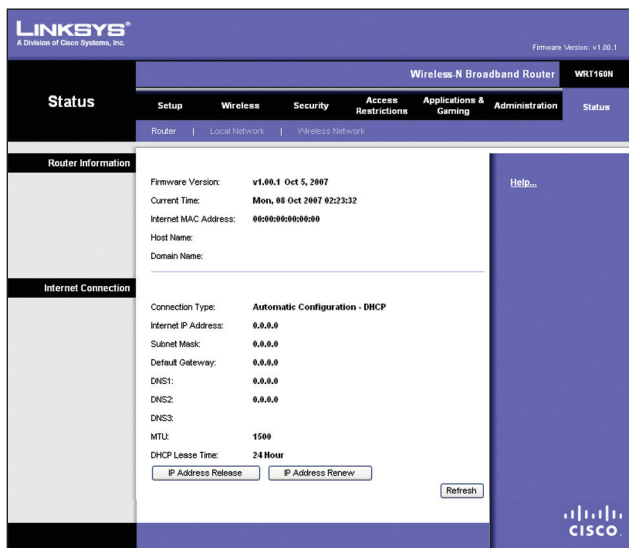 LINKSYS®
A Division of Cisco Systems, Inc.
Firmware Version: v1.00.1
Wireless-N Broadband Router WRT160N
Status
Setup Wireless Security Access Restrictions Applications & Gaming Administration Status
Router | Local Network | Wireless Network
Router Information
Firmware Version: v1.00.1 Oct 5, 2007
Help...
Current Time: Mon, 08 Oct 2007 02:23:32
Internet MAC Address: 00:00:00:00:00:00
Host Name:
Domain Name:
Internet Connection
Connection Type: Automatic Configuration - DHCP
Internet IP Address: 0.0.0.0
Subnet Mask: 0.0.0.0
Default Gateway: 0.0.0.0
DNS1: 0.0.0.0
DNS2: 0.0.0.0
DNS3:
MTU: 1500
DHCP Lease Time: 24 Hour
IP Address Release IP Address Renew
Refresh
CISCO.